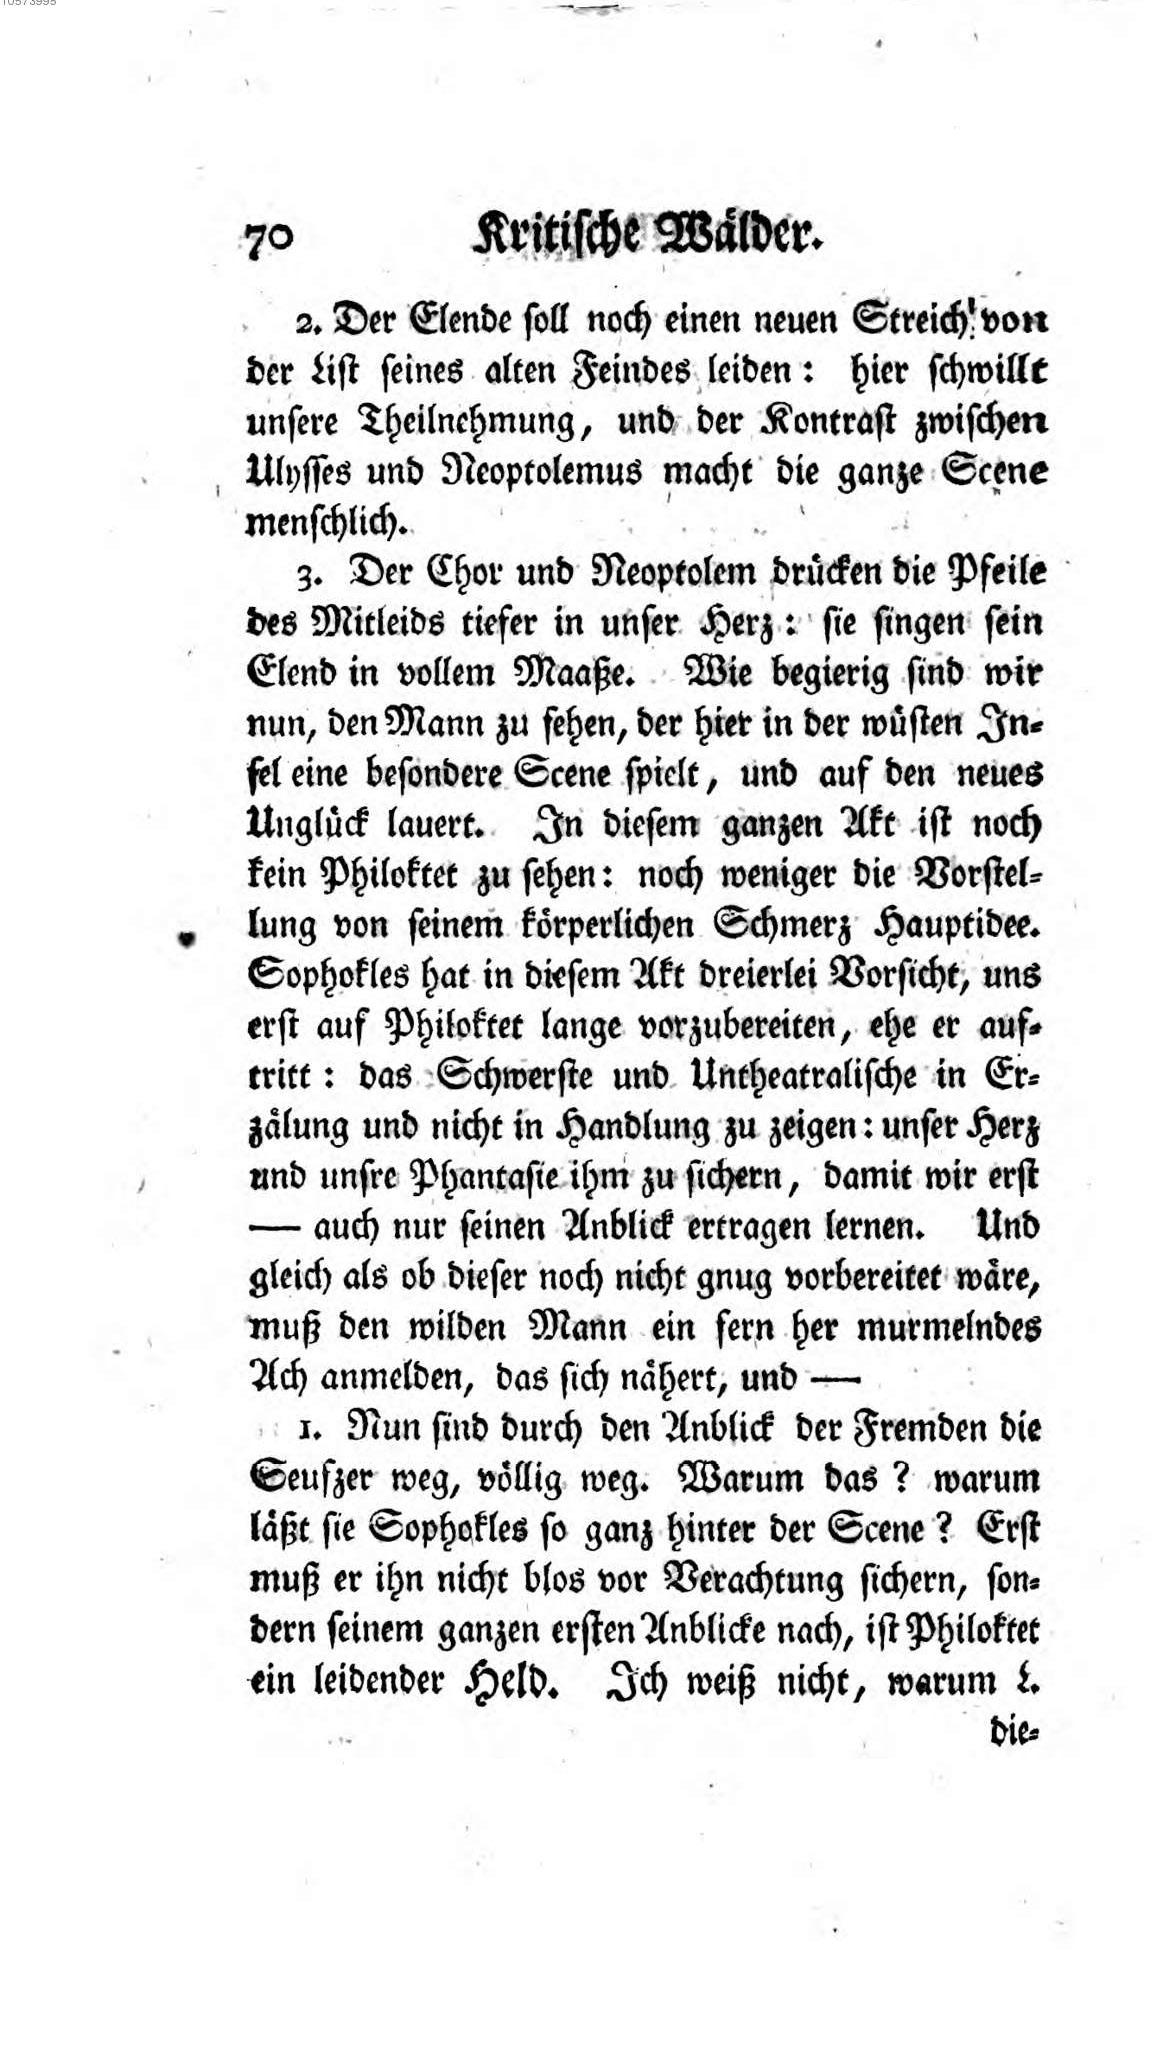 10573995
70 Kritische Wälder.
2. Der Elende soll noch einen neuen Streich von
der List seines alten Feindes leiden: hier schwillt
unsere Theilnehmung, und der Kontrast zwischen
Ulysses und Neoptolemus macht die ganze Scene
menschlich.
3. Der Chor und Neoptolem drücken die Pfeile
des Mitleids tiefer in unser Herz: sie singen sein
Elend in vollem Maaße. Wie begierig sind wir
nun, den Mann zu sehen, der hier in der wüsten In-
sel eine besondere Scene spielt, und auf den neues
Unglück lauert. In diesem ganzen Akt ist noch
kein Philoktet zu sehen: noch weniger die Vorstel-
lung von seinem körperlichen Schmerz Hauptidee.
Sophokles hat in diesem Akt dreierlei Vorsicht, uns
erst auf Philoktet lange vorzubereiten, ehe er auf-
tritt: das Schwerste und Untheatralische in Er-
zälung und nicht in Handlung zu zeigen: unser Herz
und unsre Phantasie ihm zu sichern, damit wir erst
— auch nur seinen Anblick ertragen lernen. Und
gleich als ob dieser noch nicht gnug vorbereitet wäre,
muß den wilden Mann ein fern her murmelndes
Ach anmelden, das sich nähert, und —
1. Nun sind durch den Anblick der Fremden die
Seufzer weg, völlig weg. Warum das? warum
läßt sie Sophokles so ganz hinter der Scene? Erst
muß er ihn nicht blos vor Verachtung sichern, son-
dern seinem ganzen ersten Anblicke nach, ist Philoktet
ein leidender Held. Ich weiß nicht, warum L.
die-